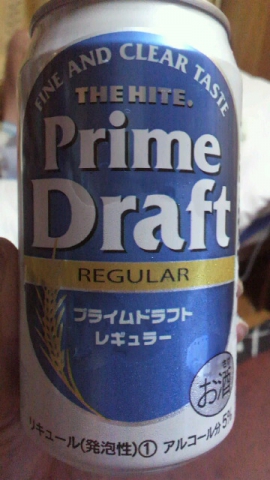 FINE AND CLEAR TASTE
THE HITE.
Prime
Draft
REGULAR
プライムドラフト
レギュラー
お酒
リキュール(発泡性)① アルコール分5%